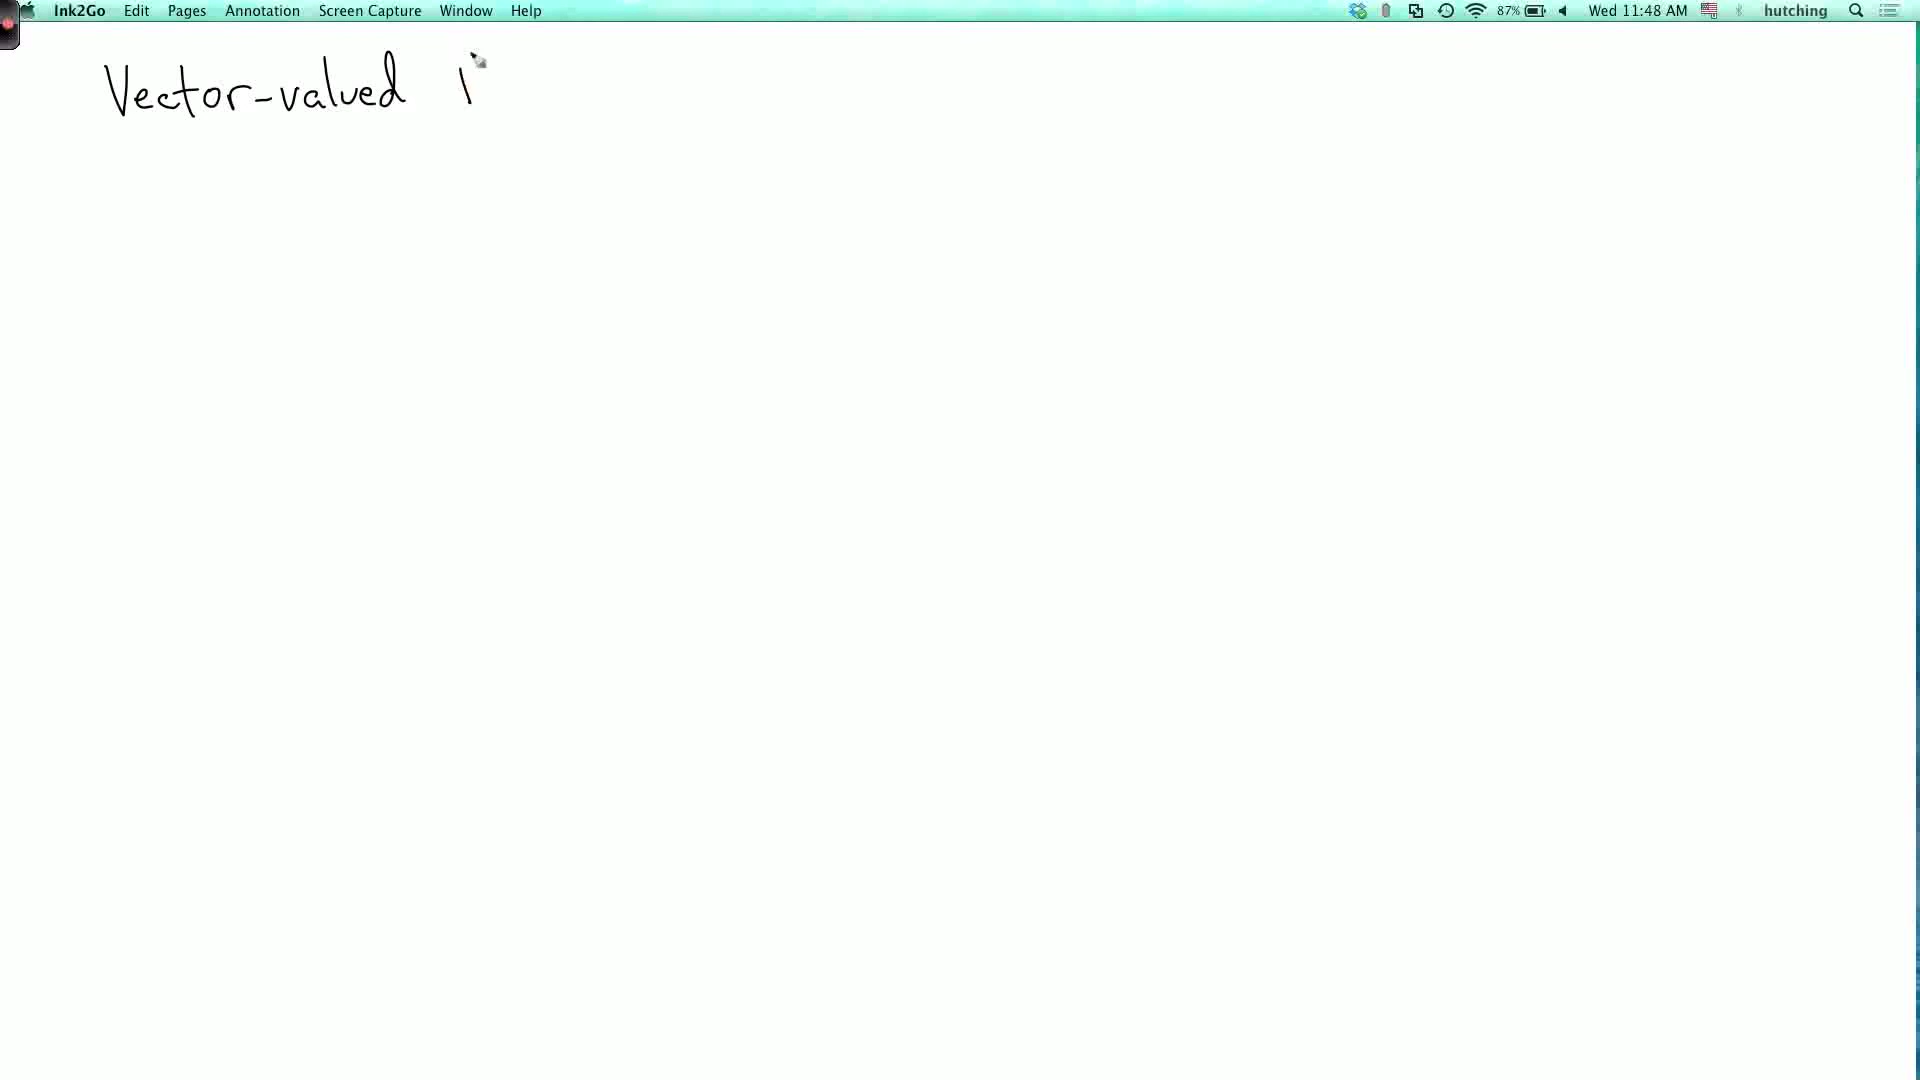 Ink2Go Edit Pages Annotation Screen Capture Window Help 87% Wed 11:48 AM hutching
Vector-valued